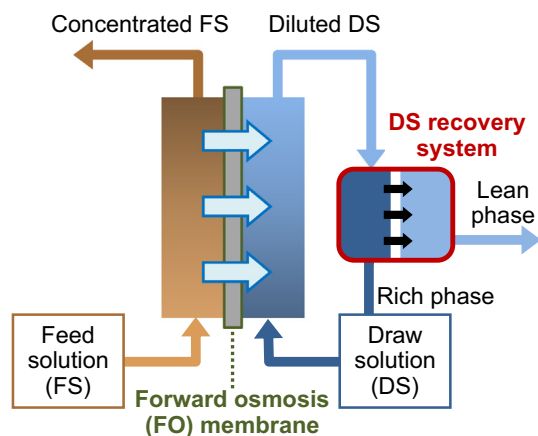 Concentrated FS
Diluted DS
DS recovery
system
Lean
phase
Rich phase
Feed
solution
(FS)
Draw
solution
(DS)
Forward osmosis
(FO) membrane